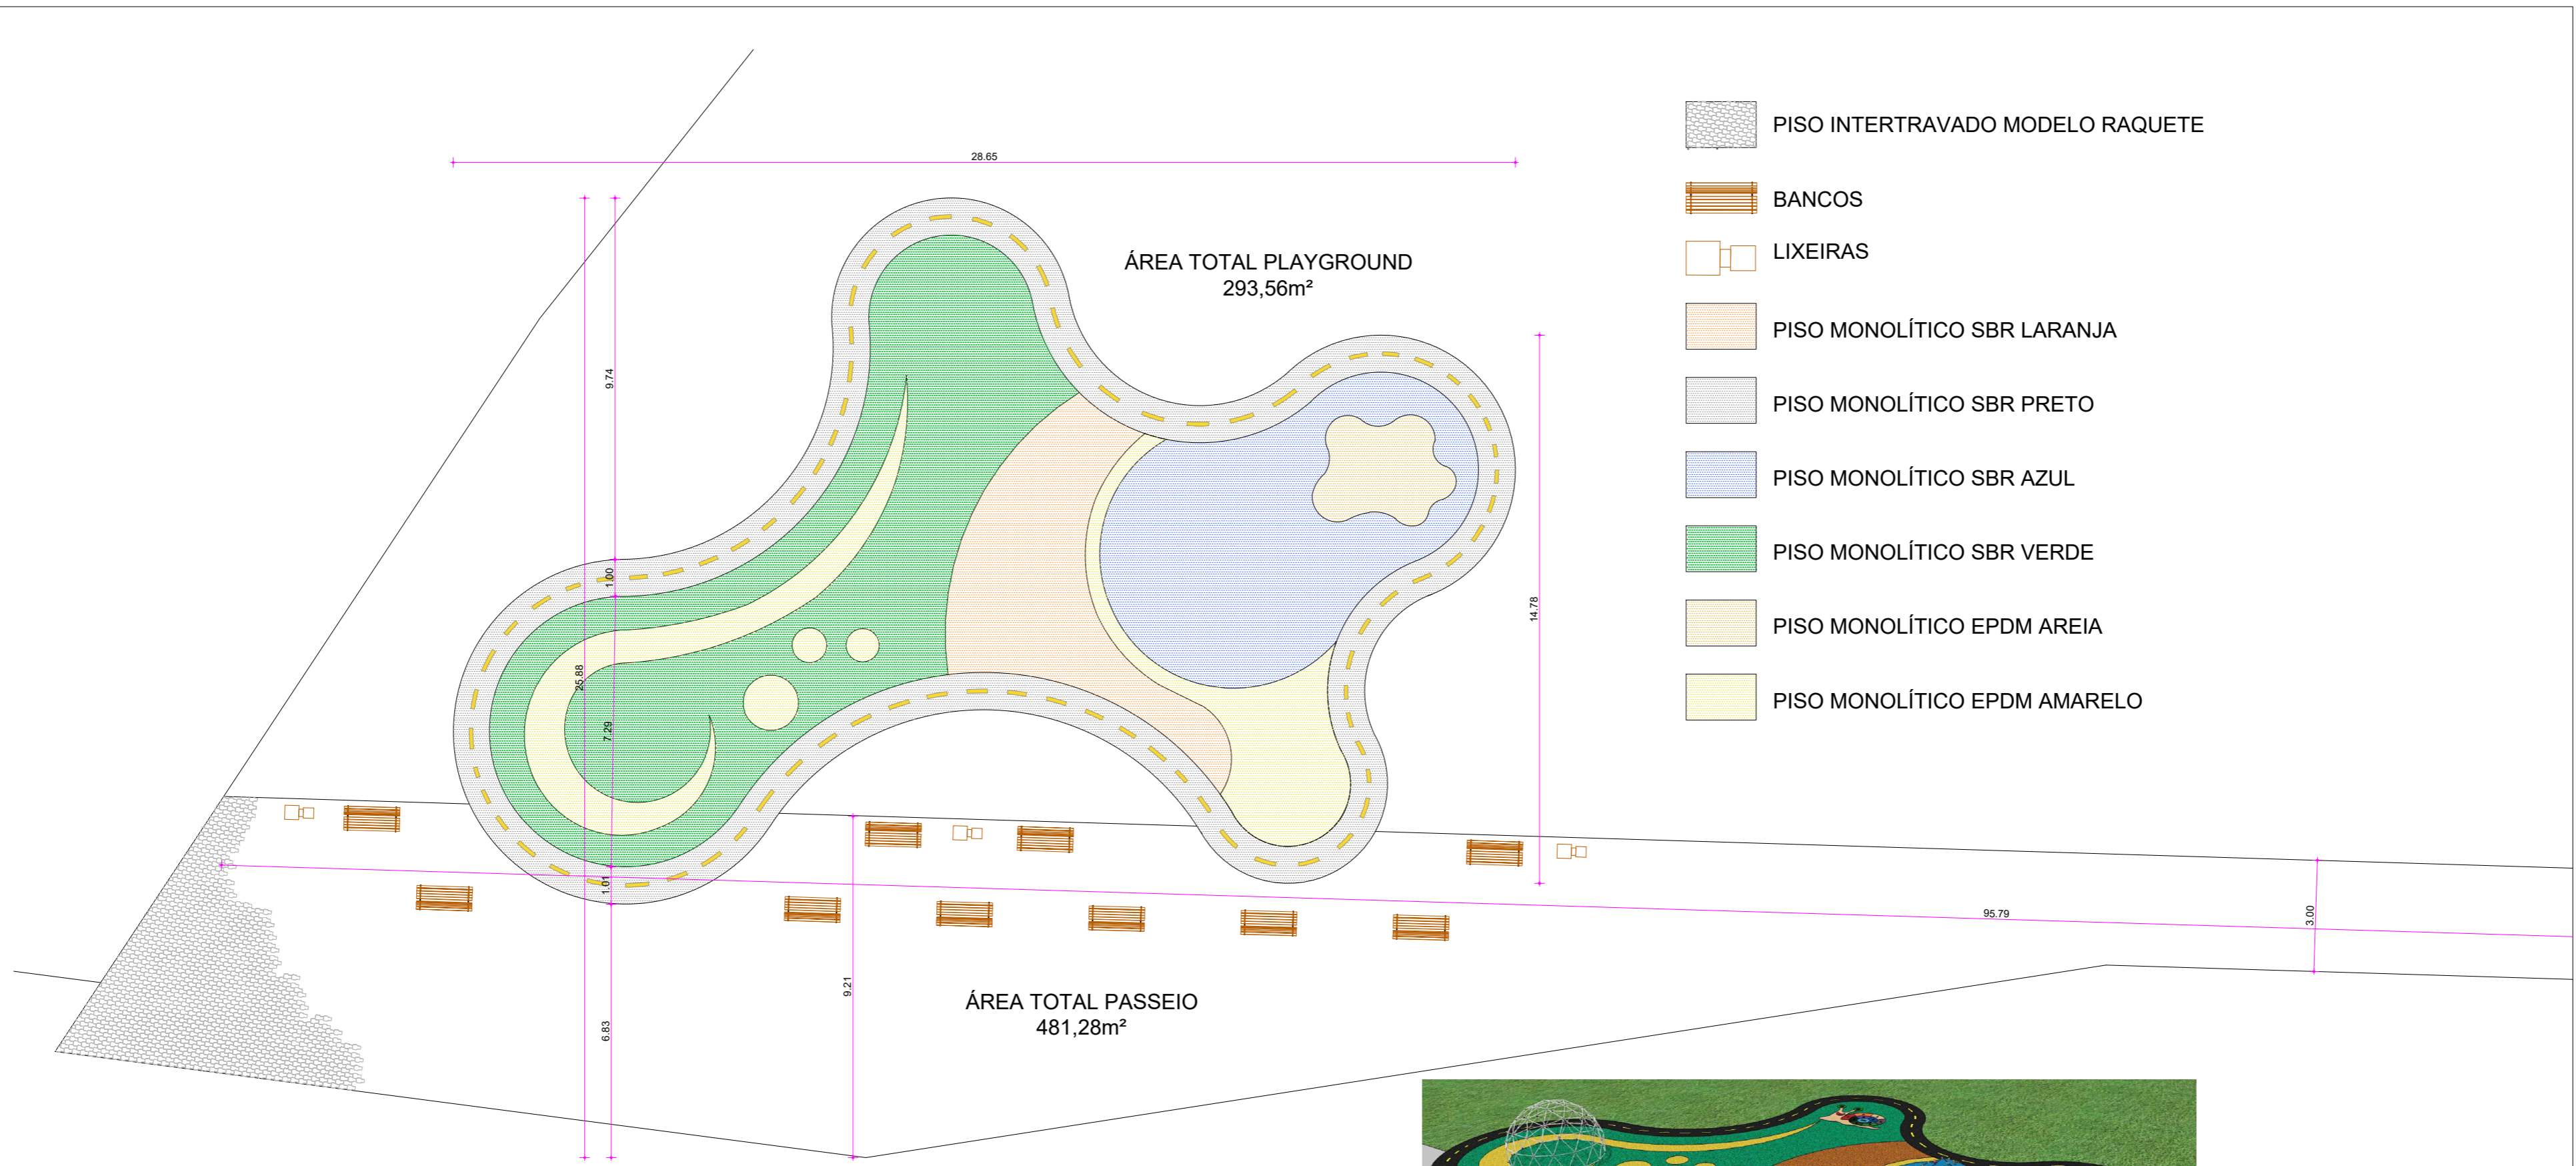 28.65
ÁREA TOTAL PLAYGROUND
293,56m²
9.74
1.00
25.88
7.29
1.01
6.83
9.21
14.78
95.79
3.00
ÁREA TOTAL PASSEIO
481,28m²
PISO INTERTRAVADO MODELO RAQUETE
BANCOS
LIXEIRAS
PISO MONOLÍTICO SBR LARANJA
PISO MONOLÍTICO SBR PRETO
PISO MONOLÍTICO SBR AZUL
PISO MONOLÍTICO SBR VERDE
PISO MONOLÍTICO EPDM AREIA
PISO MONOLÍTICO EPDM AMARELO